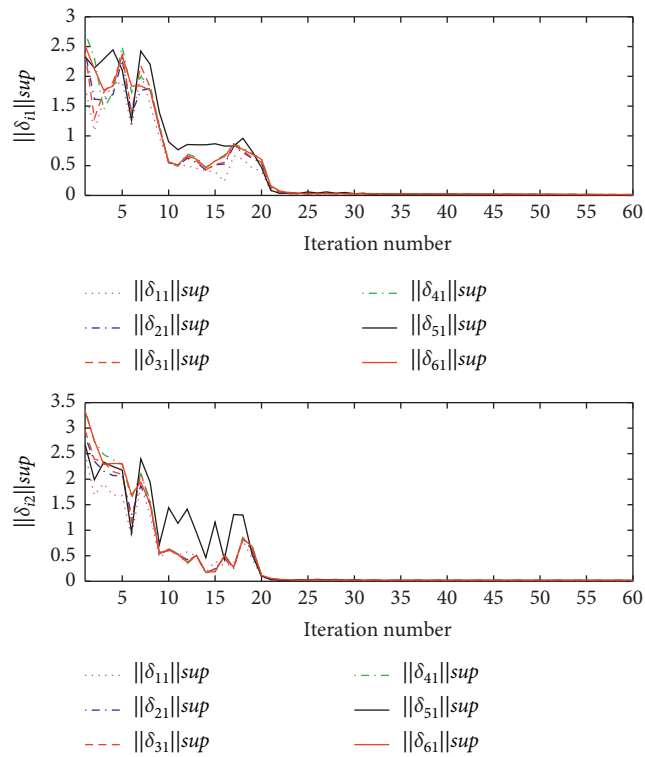 ||δi1||sup
3
2.5
2
1.5
1
0.5
0
5 10 15 20 25 30 35 40 45 50 55 60
Iteration number
||δ11||sup ||δ41||sup
||δ21||sup ||δ51||sup
||δ31||sup ||δ61||sup
||δi2||sup
3.5
3
2.5
2
1.5
1
0.5
0
5 10 15 20 25 30 35 40 45 50 55 60
Iteration number
||δ11||sup ||δ41||sup
||δ21||sup ||δ51||sup
||δ31||sup ||δ61||sup